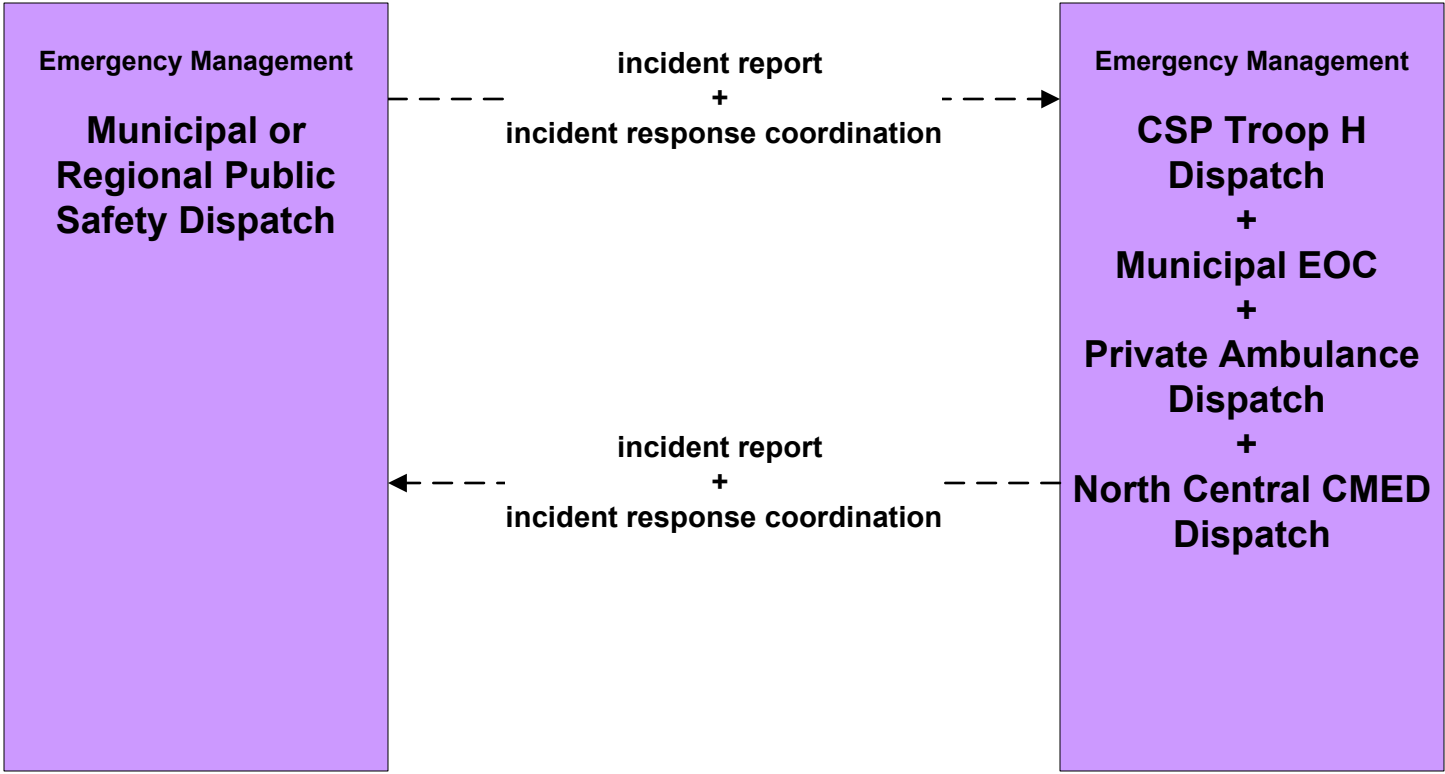 Emergency Management
Municipal or
Regional Public
Safety Dispatch
incident report
+
incident response coordination
incident report
+
incident response coordination
Emergency Management
CSP Troop H
Dispatch
+
Municipal EOC
+
Private Ambulance
Dispatch
+
North Central CMED
Dispatch